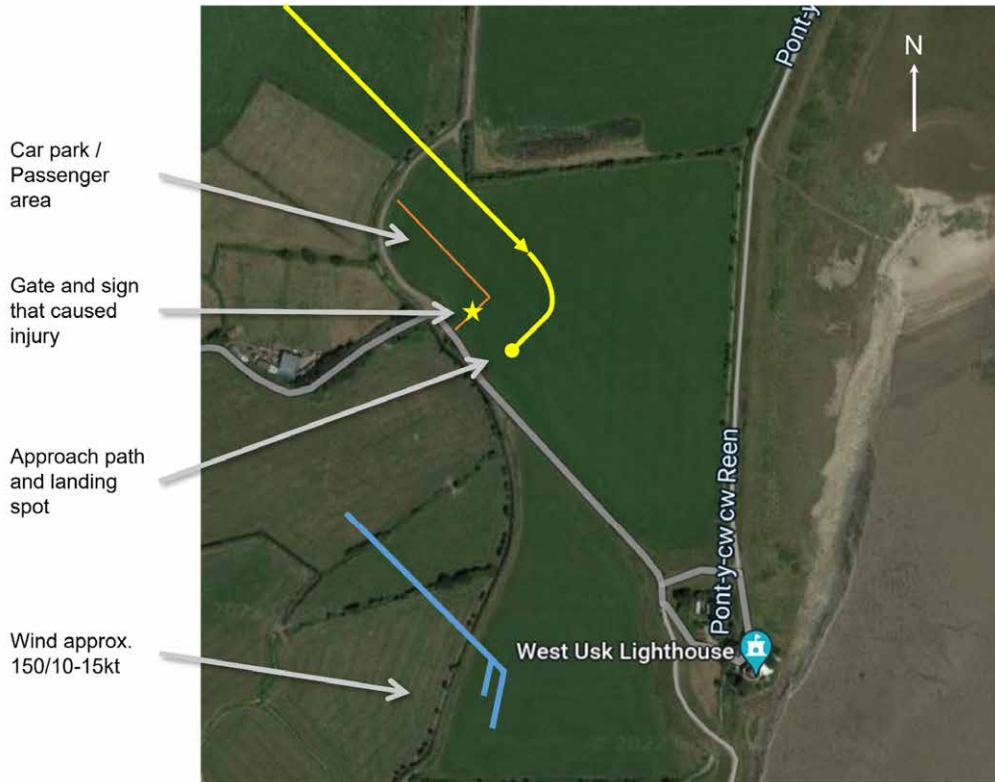 Pont-y
N
Car park /
Passenger
area
Gate and sign
that caused
injury
Approach path
and landing
spot
Wind approx.
150/10-15kt
Pont-y-cw cw Reen
West Usk Lighthouse